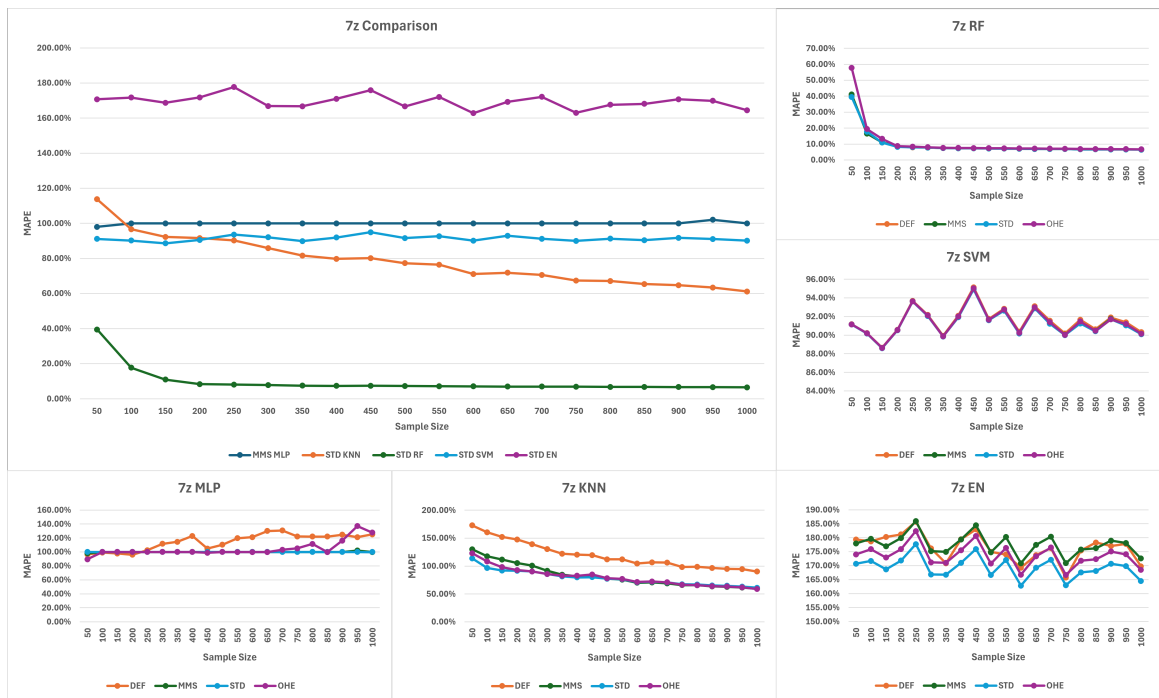 7z Comparison
200.00%
180.00%
160.00%
140.00%
120.00%
100.00%
80.00%
60.00%
40.00%
20.00%
0.00%
MAPE
50 100 150 200 250 300 350 400 450 500 550 600 650 700 750 800 850 900 950 1000
Sample Size
MMS MLP STD KNN STD RF STD SVM STD EN
7z RF
70.00%
60.00%
50.00%
40.00%
30.00%
20.00%
10.00%
0.00%
MAPE
50 100 150 200 250 300 350 400 450 500 550 600 650 700 750 800 850 900 950 1000
Sample Size
DEF MMS STD OHE
7z SVM
96.00%
94.00%
92.00%
90.00%
88.00%
86.00%
84.00%
MAPE
50 100 150 200 250 300 350 400 450 500 550 600 650 700 750 800 850 900 950 1000
Sample Size
DEF MMS STD OHE
7z MLP
160.00%
140.00%
120.00%
100.00%
80.00%
60.00%
40.00%
20.00%
0.00%
MAPE
50 100 150 200 250 300 350 400 450 500 550 600 650 700 750 800 850 900 950 1000
Sample Size
DEF MMS STD OHE
7z KNN
200.00%
150.00%
100.00%
50.00%
0.00%
MAPE
50 100 150 200 250 300 350 400 450 500 550 600 650 700 750 800 850 900 950 1000
Sample Size
DEF MMS STD OHE
7z EN
190.00%
185.00%
180.00%
175.00%
170.00%
165.00%
160.00%
155.00%
150.00%
MAPE
50 100 150 200 250 300 350 400 450 500 550 600 650 700 750 800 850 900 950 1000
Sample Size
DEF MMS STD OHE